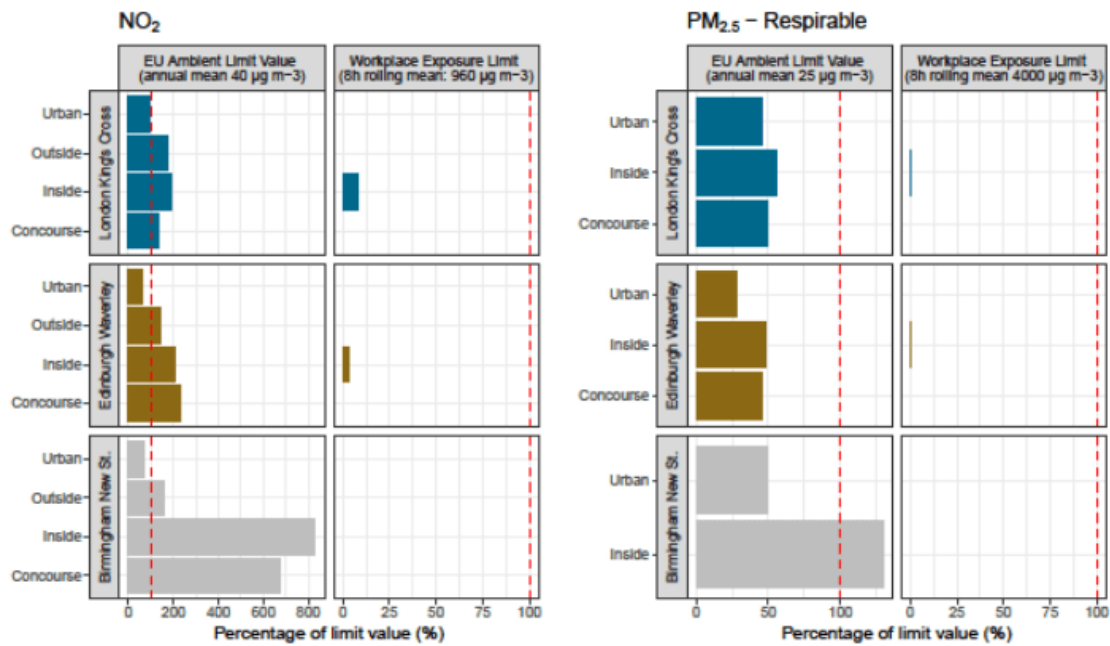 NO2
EU Ambient Limit Value
(annual mean 40 µg m−3)
Workplace Exposure Limit
(8h rolling mean: 960 µg m−3)
London King's Cross
Urban
Outside
Inside
Concourse
Edinburgh Waverley
Urban
Outside
Inside
Concourse
Birmingham New St.
Urban
Outside
Inside
Concourse
0 200 400 600 800
0 25 50 75 100
Percentage of limit value (%)
PM2.5 − Respirable
EU Ambient Limit Value
(annual mean 25 µg m−3)
Workplace Exposure Limit
(8h rolling mean 4000 µg m−3)
London King's Cross
Urban
Inside
Concourse
Edinburgh Waverley
Urban
Inside
Concourse
Birmingham New St.
Urban
Inside
0 50 100
0 25 50 75 100
Percentage of limit value (%)